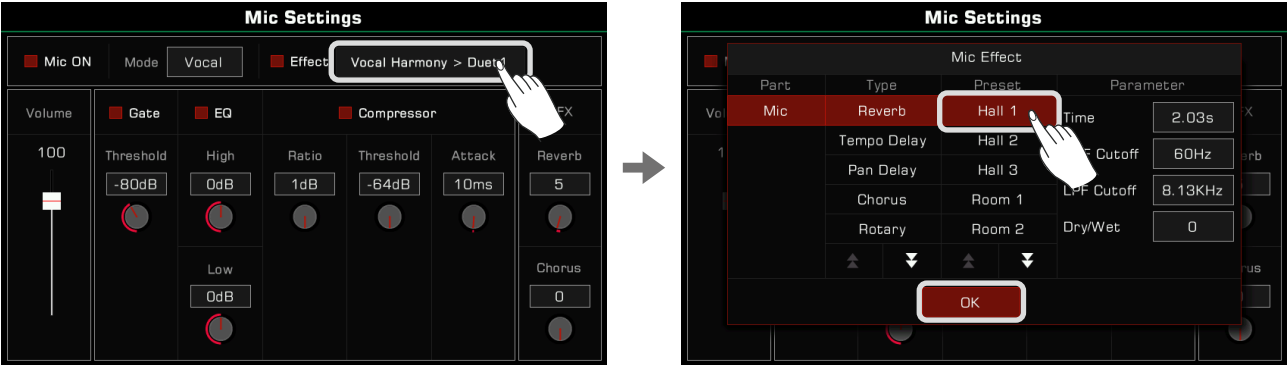 Mic Settings
Mic ON
Mode
Vocal
Effect
Vocal Harmony > Duet 1
Volume
Gate
EQ
Compressor
FX
100
Threshold
High
Ratio
Threshold
Attack
Reverb
-80dB
0dB
1dB
-64dB
10ms
5
Low
Chorus
0dB
0
Mic Settings
Mic Effect
Part
Type
Preset
Parameter
Mic
Reverb
Hall 1
Time
2.03s
Tempo Delay
Hall 2
Cutoff
60Hz
Pan Delay
Hall 3
LPF Cutoff
8.13KHz
Chorus
Room 1
Rotary
Room 2
Dry/Wet
0
OK